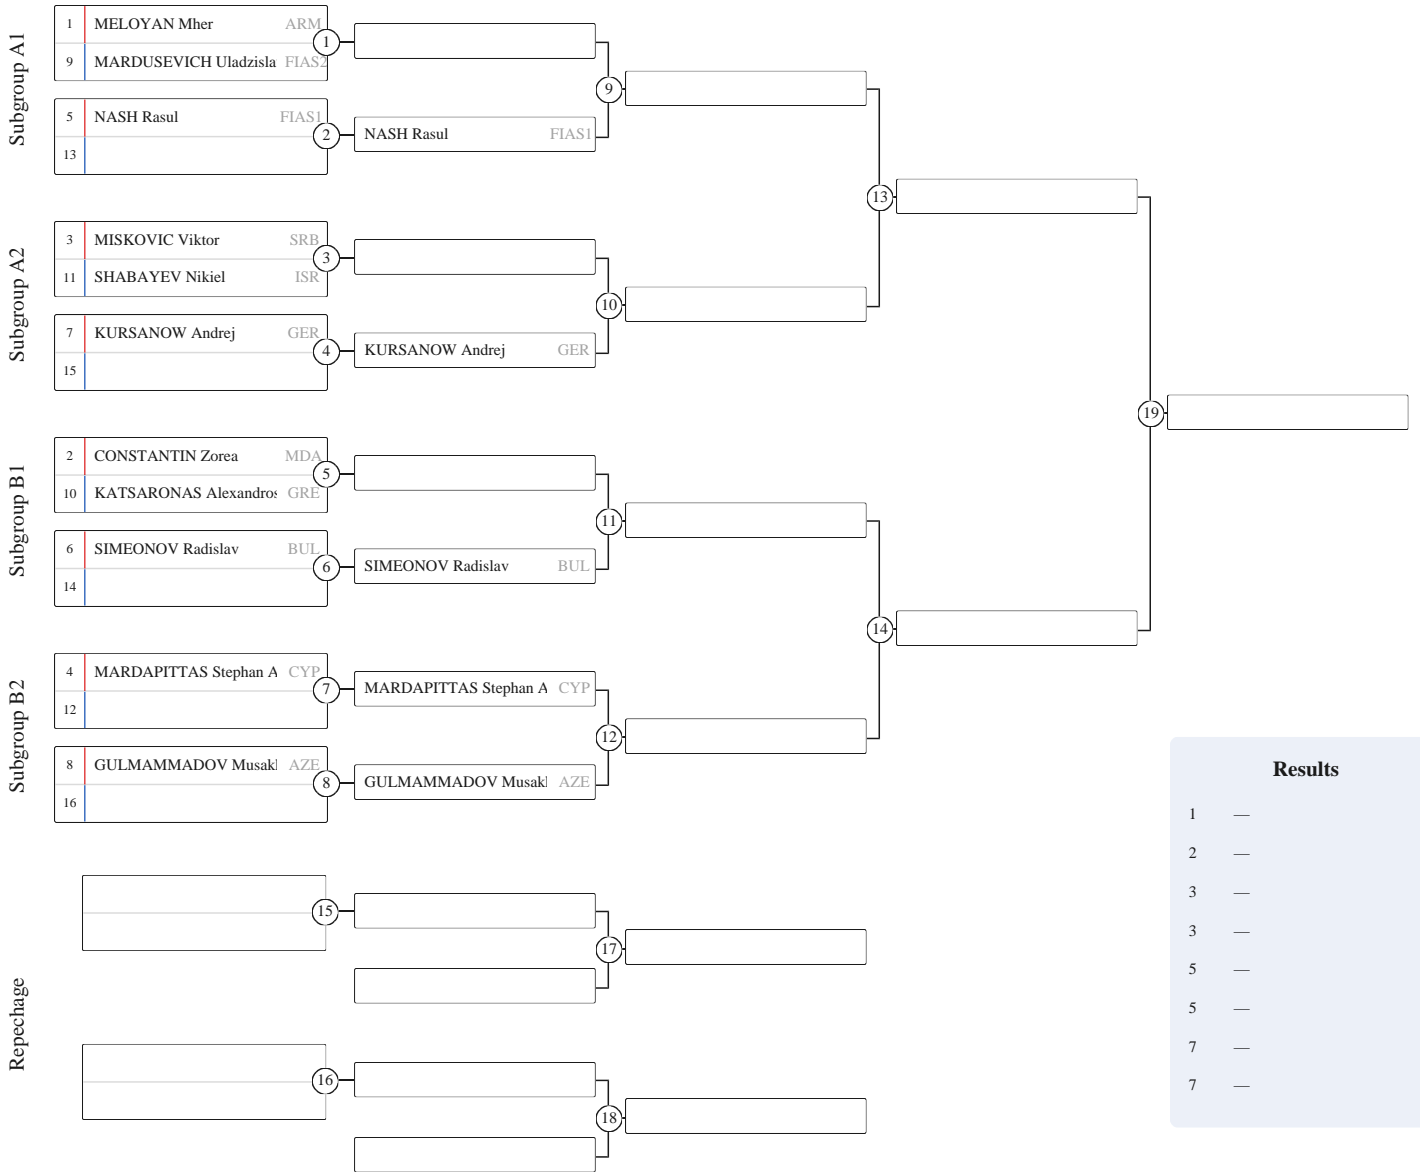 Subgroup A1
1 MELOYAN Mher ARM
9 MARDUSEVICH Uladzisla FIAS2
1
5 NASH Rasul FIAS1
13
2
NASH Rasul FIAS1
9
Subgroup A2
3 MISKOVIC Viktor SRB
11 SHABAYEV Nikiel ISR
3
7 KURSANOW Andrej GER
15
4
KURSANOW Andrej GER
10
13
Subgroup B1
2 CONSTANTIN Zorea MDA
10 KATSARONAS Alexandros GRE
5
6 SIMEONOV Radislav BUL
14
6
SIMEONOV Radislav BUL
11
Subgroup B2
4 MARDAPITTAS Stephan A CYP
12
7
MARDAPITTAS Stephan A CYP
8 GULMAMMADOV Musak AZE
16
8
GULMAMMADOV Musak AZE
12
14
19
Repechage
15
17
16
18
Results
1 —
2 —
3 —
3 —
5 —
5 —
7 —
7 —